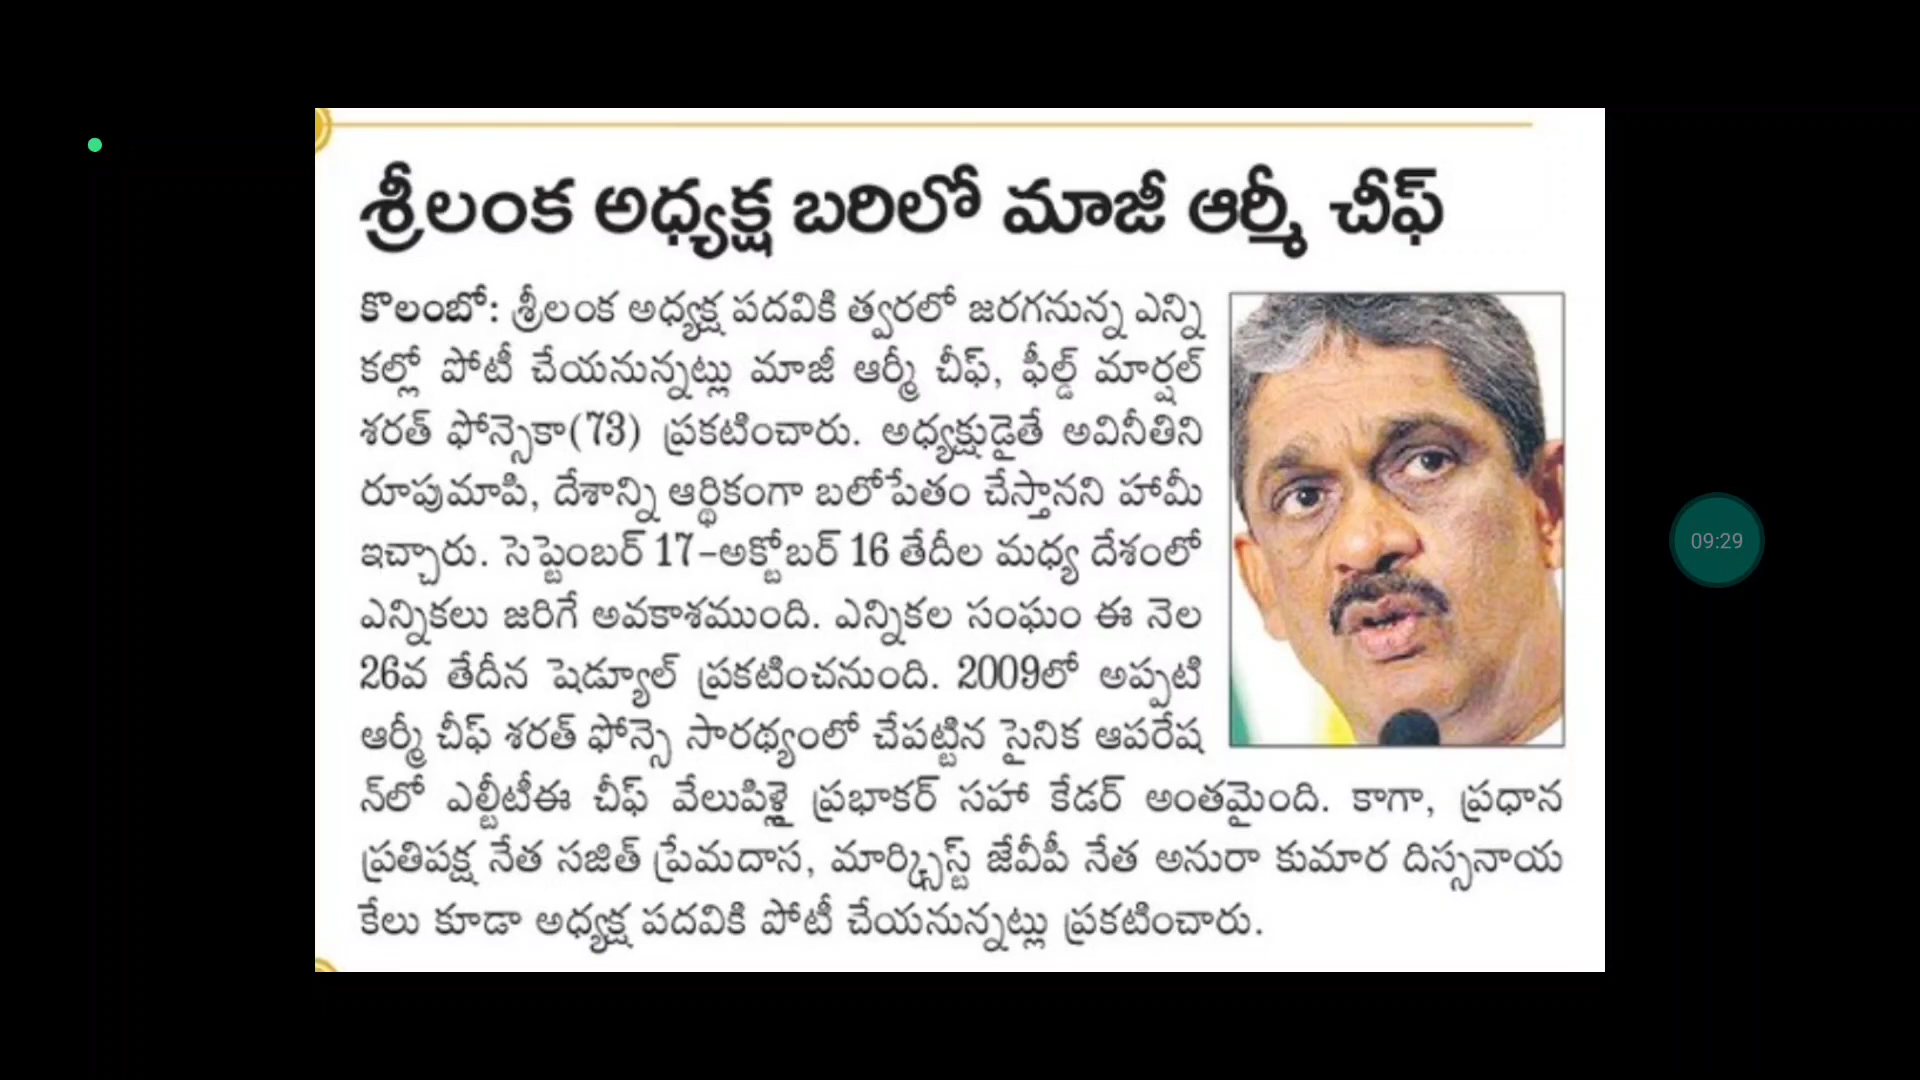 శ్రీలంక అధ్యక్ష బరిలో మాజీ ఆర్మీ చీఫ్
కొలంబో: శ్రీలంక అధ్యక్ష పదవికి త్వరలో జరగనున్న ఎన్ని
కల్లో పోటీ చేయనున్నట్లు మాజీ ఆర్మీ చీఫ్, ఫీల్డ్ మార్షల్
శరత్ ఫోన్సెకా(73) ప్రకటించారు. అధ్యక్షుడైతే అవినీతిని
రూపుమాపి, దేశాన్ని ఆర్థికంగా బలోపేతం చేస్తానని హామీ
ఇచ్చారు. సెప్టెంబర్ 17-అక్టోబర్ 16 తేదీల మధ్య దేశంలో
ఎన్నికలు జరిగే అవకాశముంది. ఎన్నికల సంఘం ఈ నెల
26వ తేదీన షెడ్యూల్ ప్రకటించనుంది. 2009లో అప్పటి
ఆర్మీ చీఫ్ శరత్ ఫోన్సె సారథ్యంలో చేపట్టిన సైనిక ఆపరేష
న్‌లో ఎల్టీటీఈ చీఫ్ వేలుపిళ్లై ప్రభాకర్ సహా కేడర్ అంతమైంది. కాగా, ప్రధాన
ప్రతిపక్ష నేత సజిత్ ప్రేమదాస, మార్క్సిస్ట్ జేవీపీ నేత అనురా కుమార దిస్సనాయ
కేలు కూడా అధ్యక్ష పదవికి పోటీ చేయనున్నట్లు ప్రకటించారు.
09:29